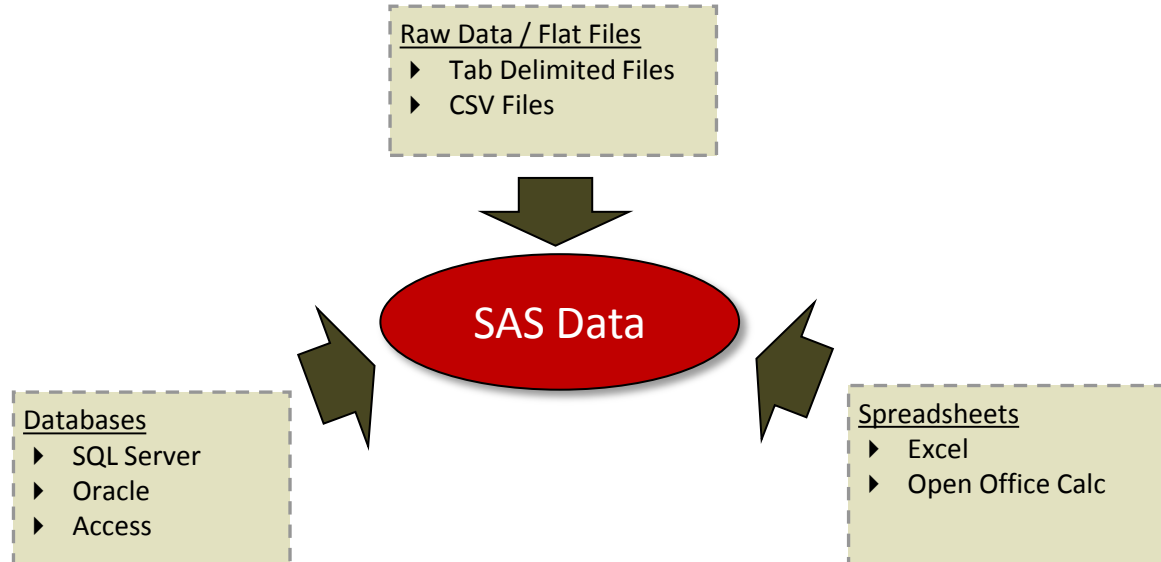 Raw Data / Flat Files
Tab Delimited Files
CSV Files
SAS Data
Databases
SQL Server
Oracle
Access
Spreadsheets
Excel
Open Office Calc